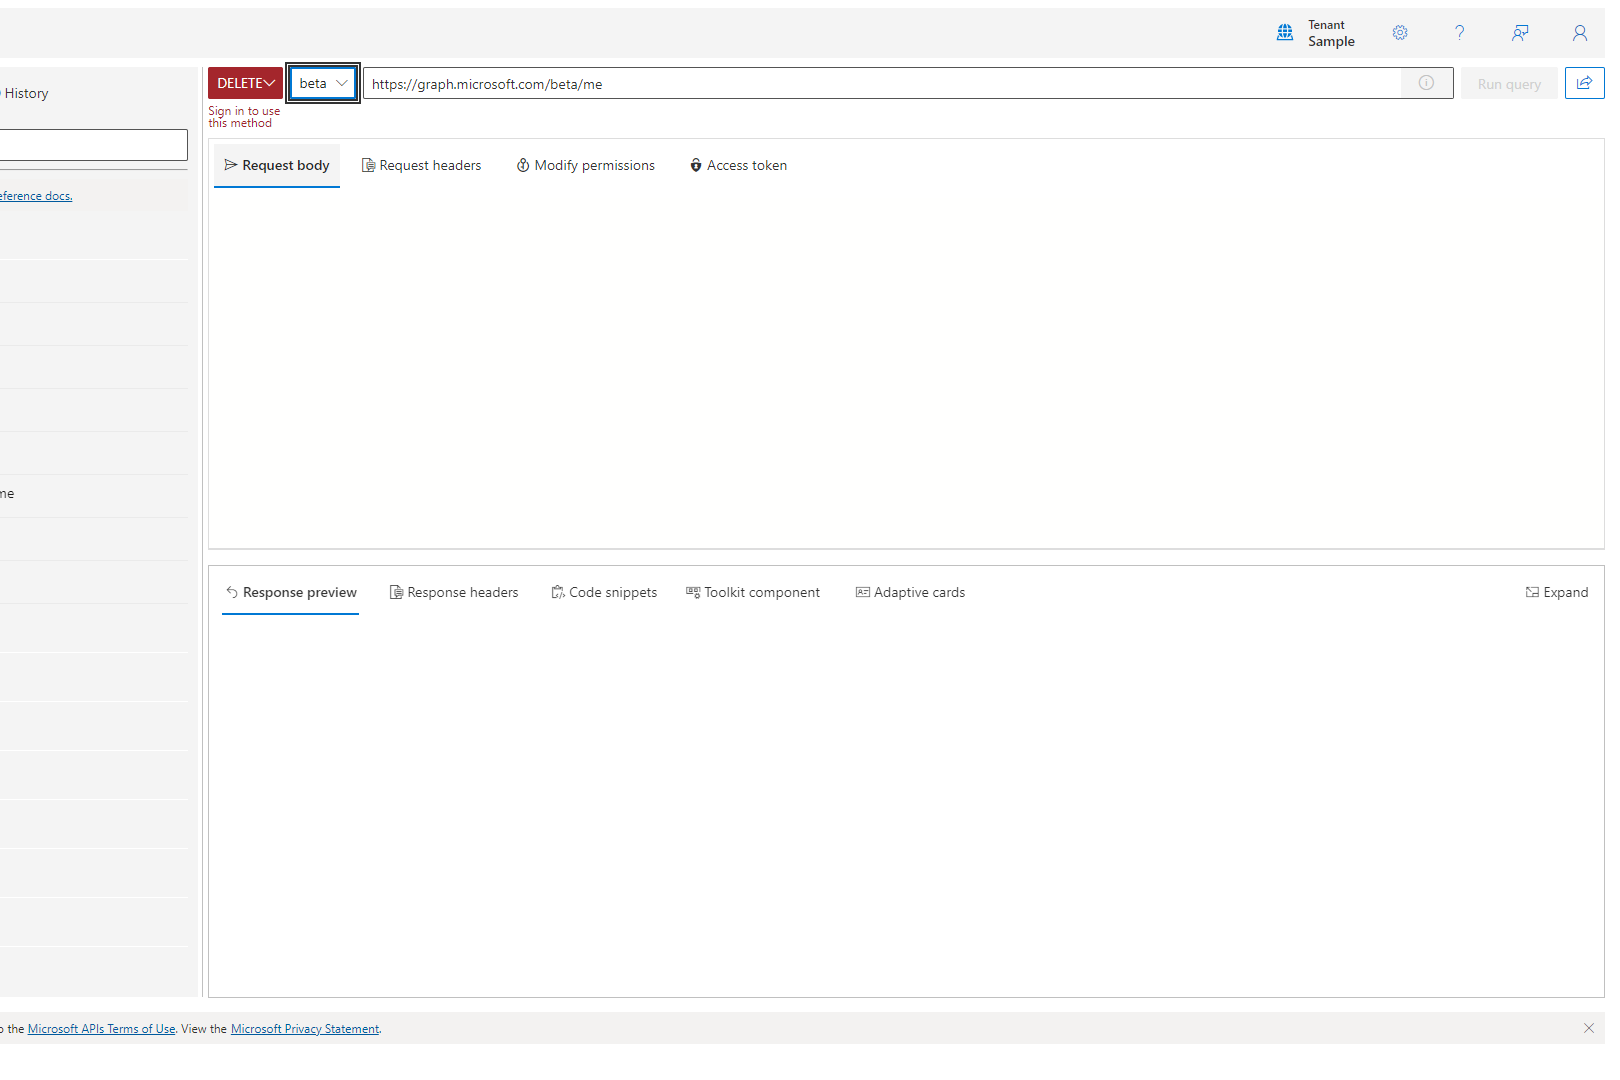 Tenant
Sample
History
DELETE
beta
https://graph.microsoft.com/beta/me
Run query
Sign in to use
this method
Request body
Request headers
Modify permissions
Access token
reference docs.
me
Response preview
Response headers
Code snippets
Toolkit component
Adaptive cards
Expand
the Microsoft APIs Terms of Use. View the Microsoft Privacy Statement.